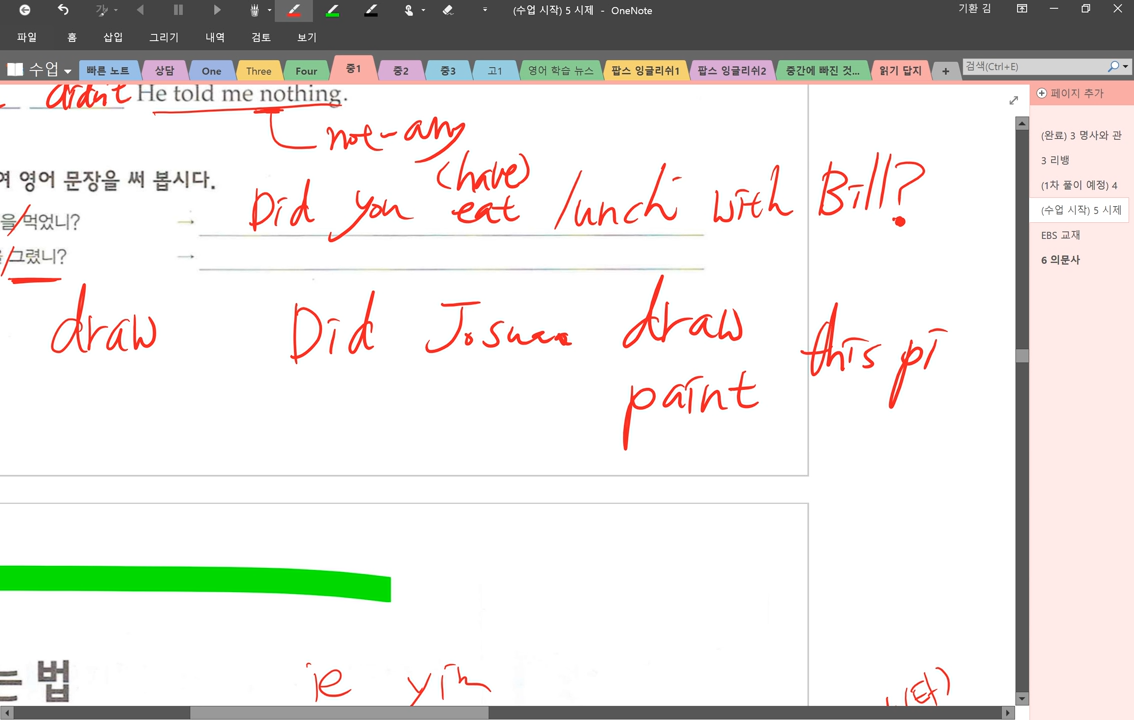 (수업 시작) 5 시제 - OneNote
기환 김
파일 홈 삽입 그리기 내역 검토 보기
수업 빠른 노트 상담 One Three Four 중1 중2 중3 고1 영어 학습 뉴스 팝스 잉글리쉬1 팝스 잉글리쉬2 중간에 빠진 것... 읽기 답지 +
검색(Ctrl+E)
페이지 추가
(완료) 3 명사와 관
3 리뱅
(1차 풀이 예정) 4
(수업 시작) 5 시제
EBS 교재
6 의문사
didn't He told me nothing.
not-any
여 영어 문장을 써 봅시다.
(have)
을/먹었니? → Did you eat lunch with Bill?
/그렸니? →
draw Did draw this pi
paint
는 법
ie